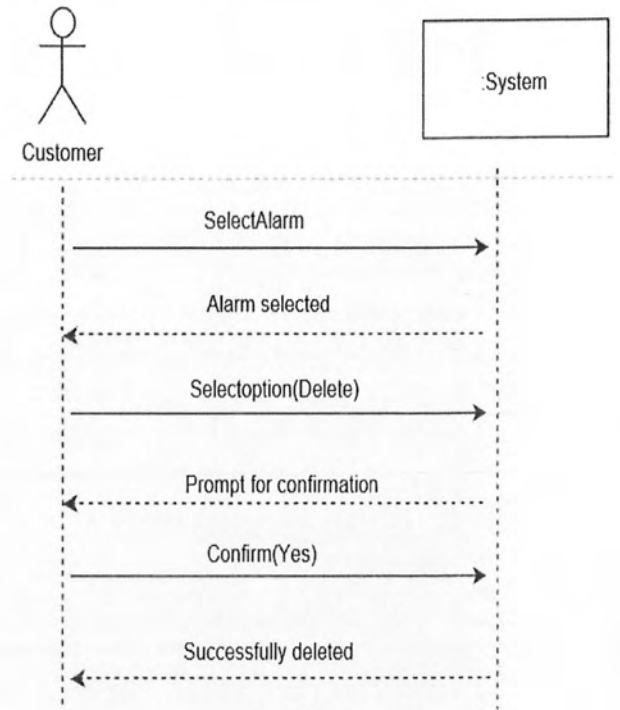 :System
Customer
SelectAlarm
Alarm selected
Selectoption(Delete)
Prompt for confirmation
Confirm(Yes)
Successfully deleted